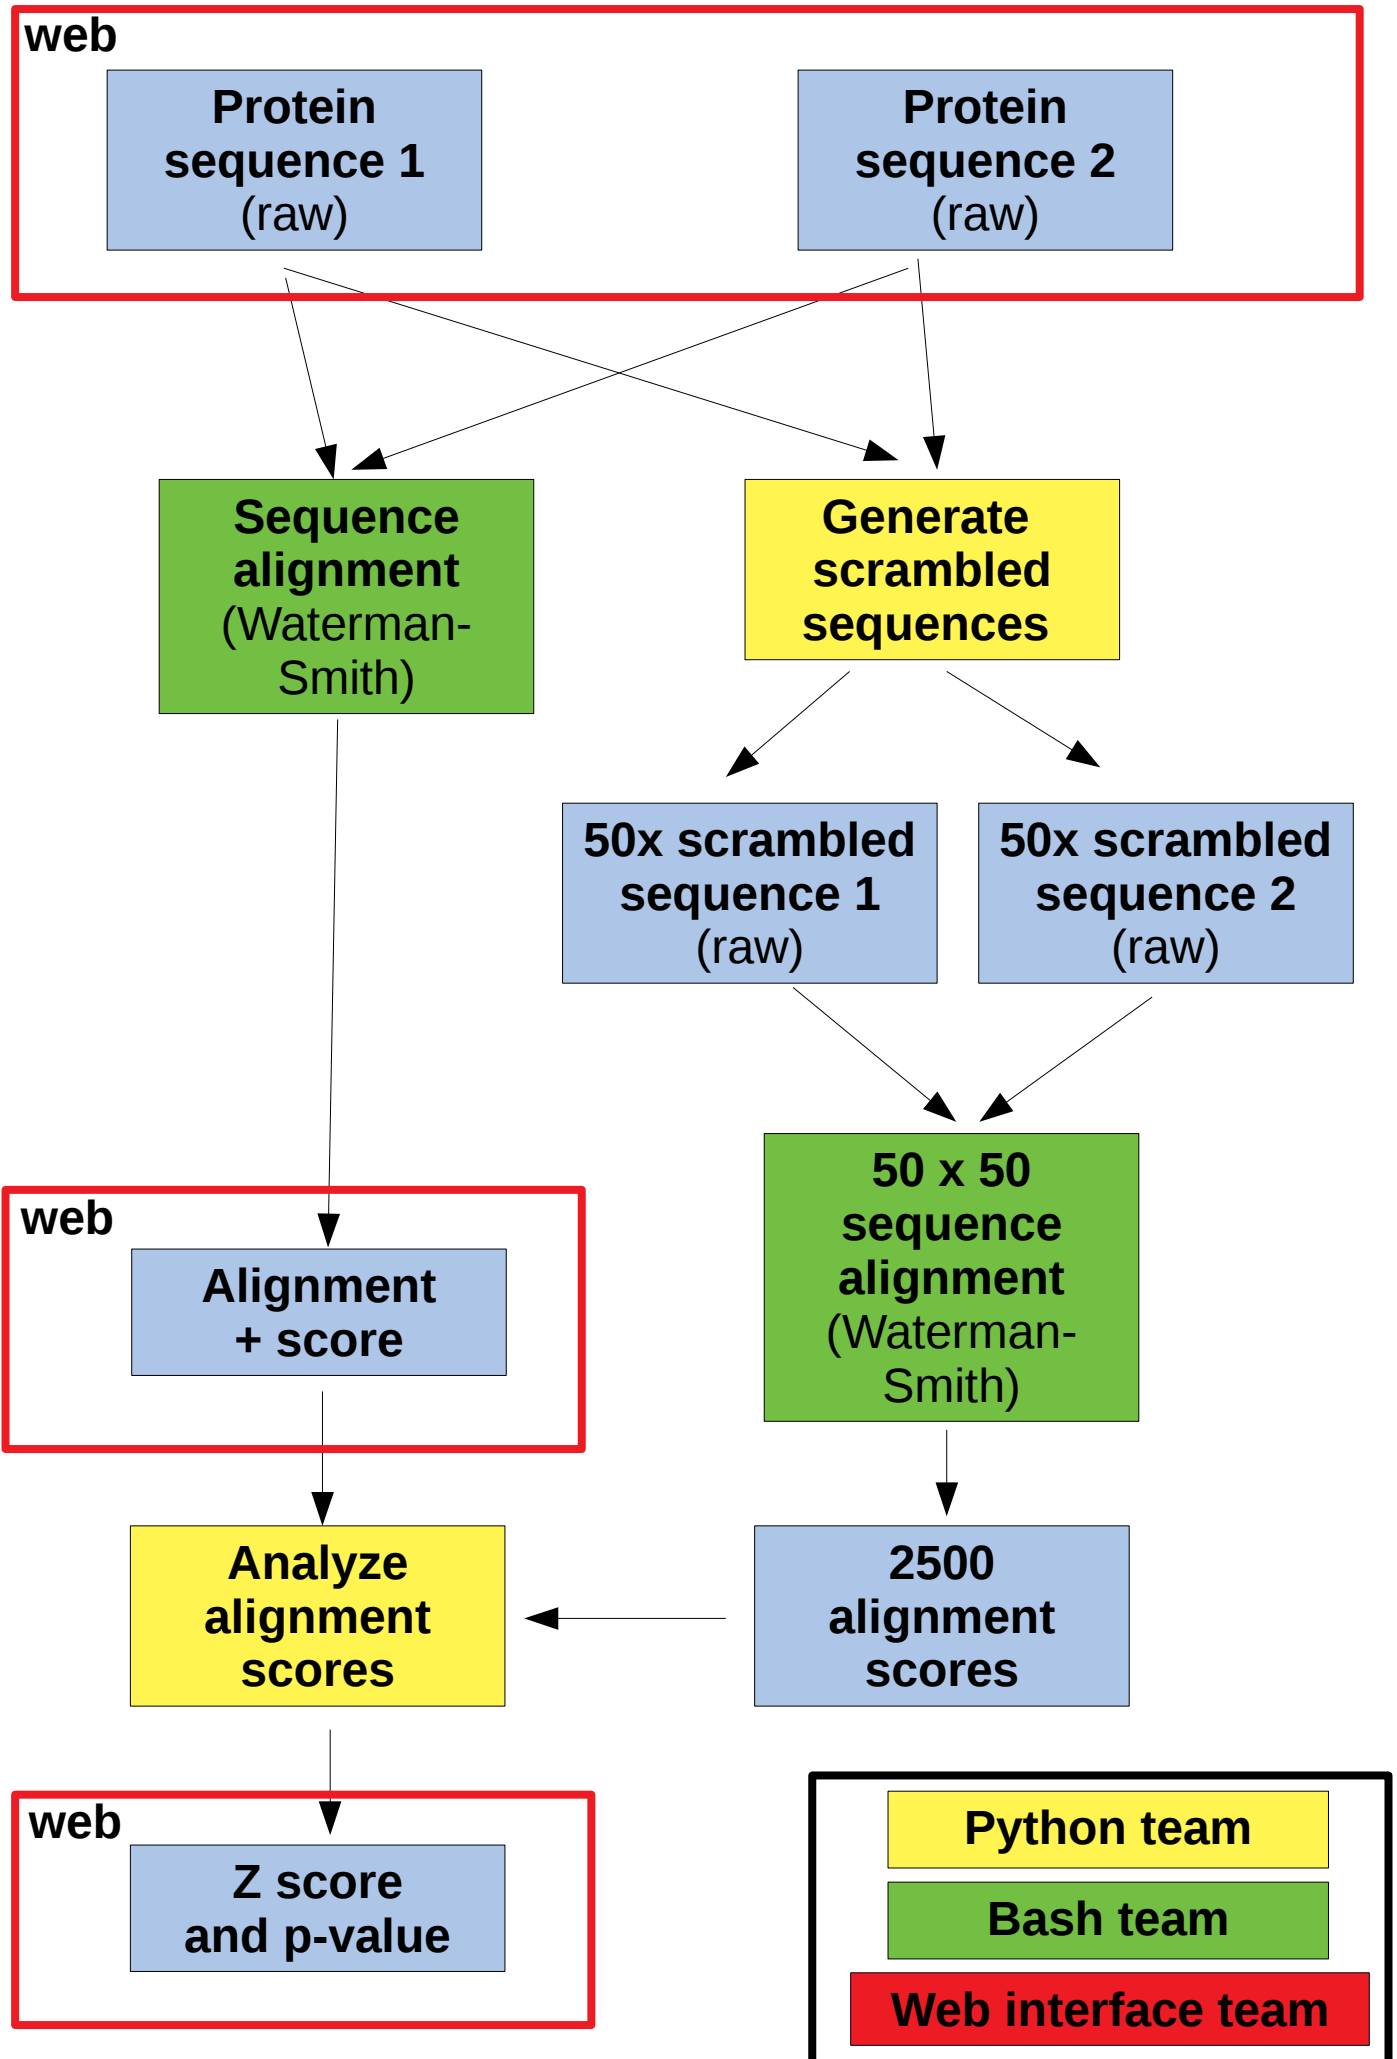 web
Protein
sequence 1
(raw)
Protein
sequence 2
(raw)
Sequence
alignment
(Waterman-
Smith)
Generate
scrambled
sequences
50x scrambled
sequence 1
(raw)
50x scrambled
sequence 2
(raw)
50 x 50
sequence
alignment
(Waterman-
Smith)
web
Alignment
+ score
Analyze
alignment
scores
2500
alignment
scores
web
Z score
and p-value
Python team
Bash team
Web interface team